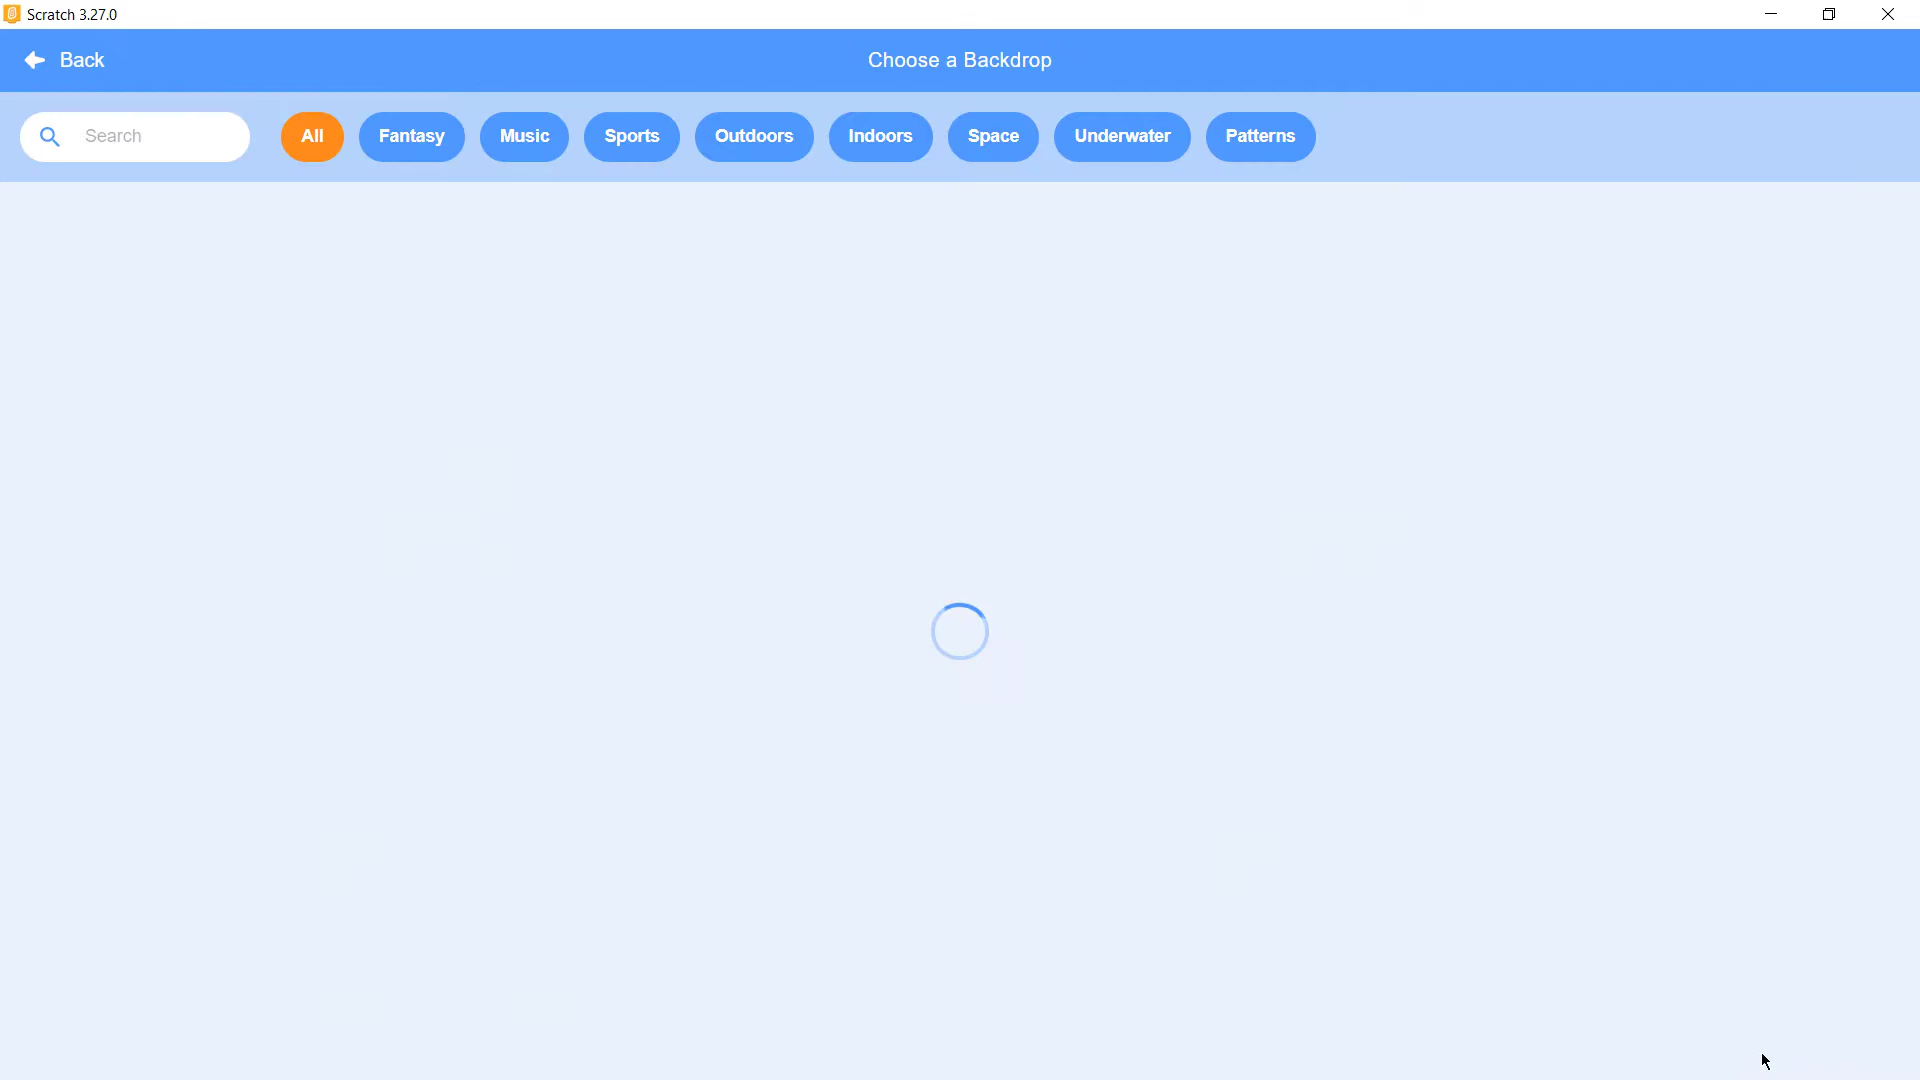 Scratch 3.27.0
Back
Choose a Backdrop
Search
All
Fantasy
Music
Sports
Outdoors
Indoors
Space
Underwater
Patterns